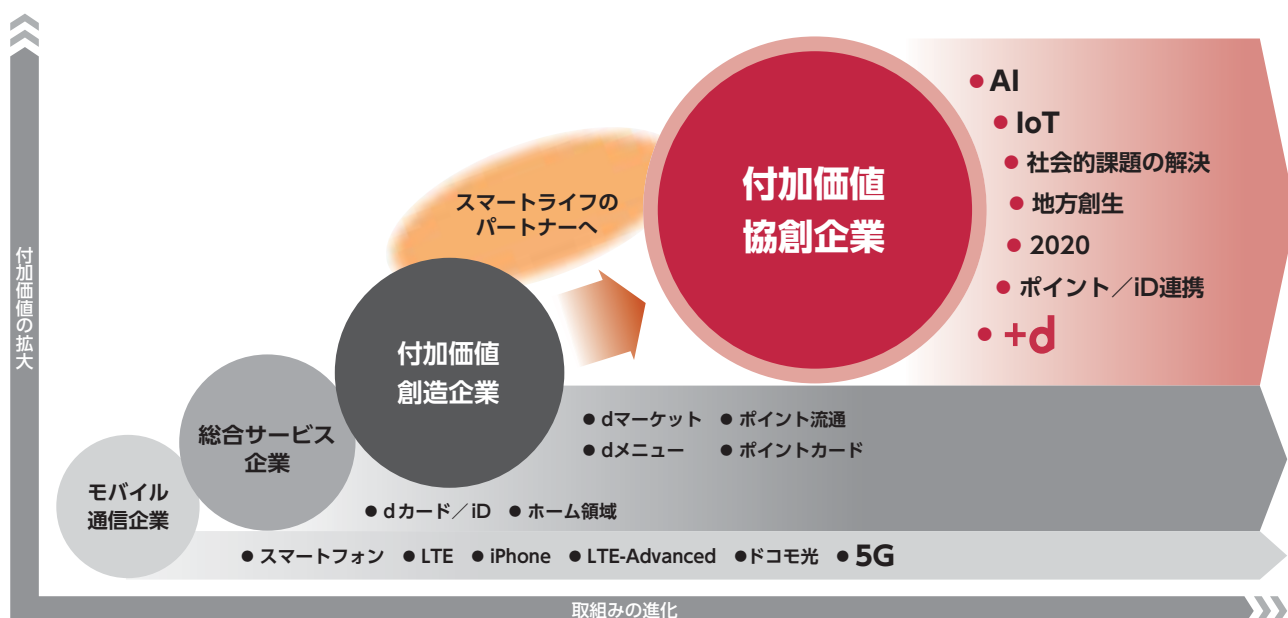 付加価値の拡大
スマートライフの
パートナーへ
付加価値
協創企業
● AI
● IoT
● 社会的課題の解決
● 地方創生
● 2020
● ポイント／iD連携
● +d
付加価値
創造企業
● dマーケット ● ポイント流通
● dメニュー ● ポイントカード
総合サービス
企業
● dカード／iD ● ホーム領域
モバイル
通信企業
● スマートフォン ● LTE ● iPhone ● LTE-Advanced ●ドコモ光 ● 5G
取組みの進化